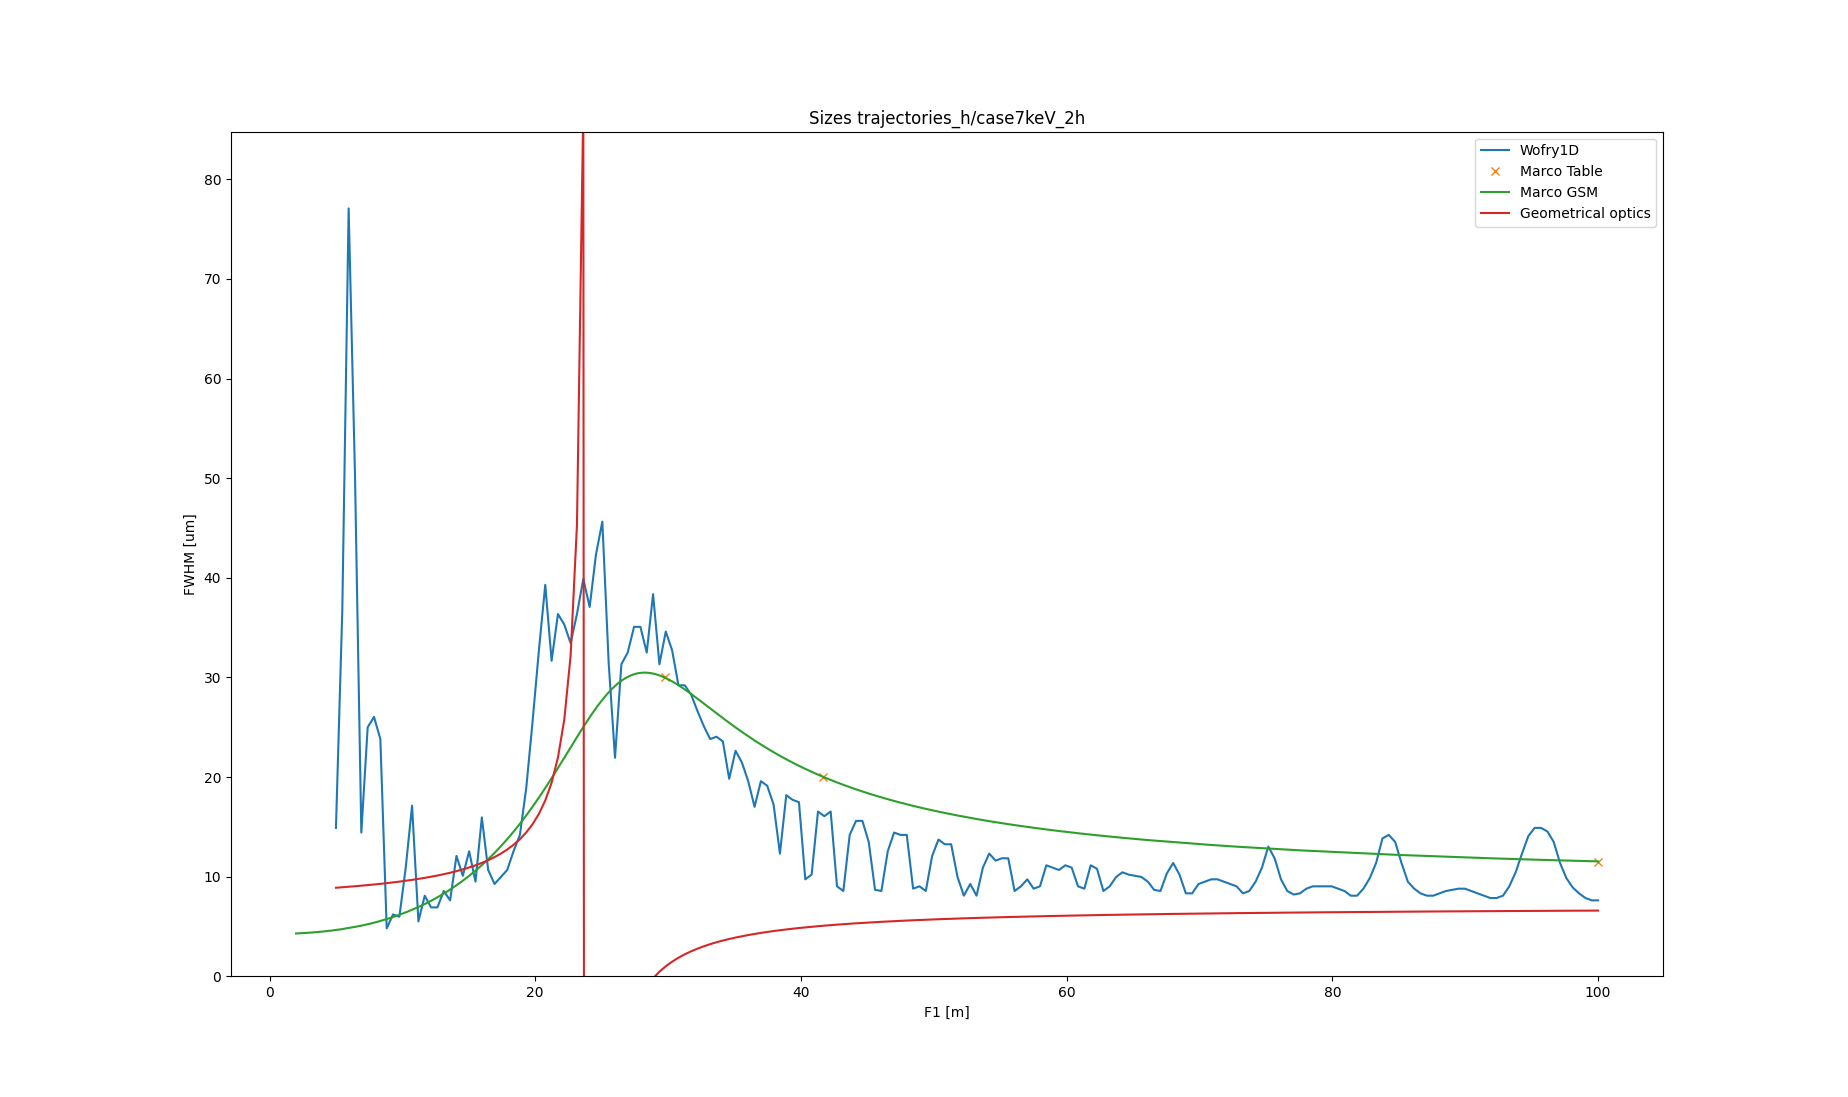 Sizes trajectories_h/case7keV_2h
Wofry1D
Marco Table
Marco GSM
Geometrical optics
80
70
60
50
40
30
20
10
0
FWHM [um]
0 20 40 60 80 100
F1 [m]